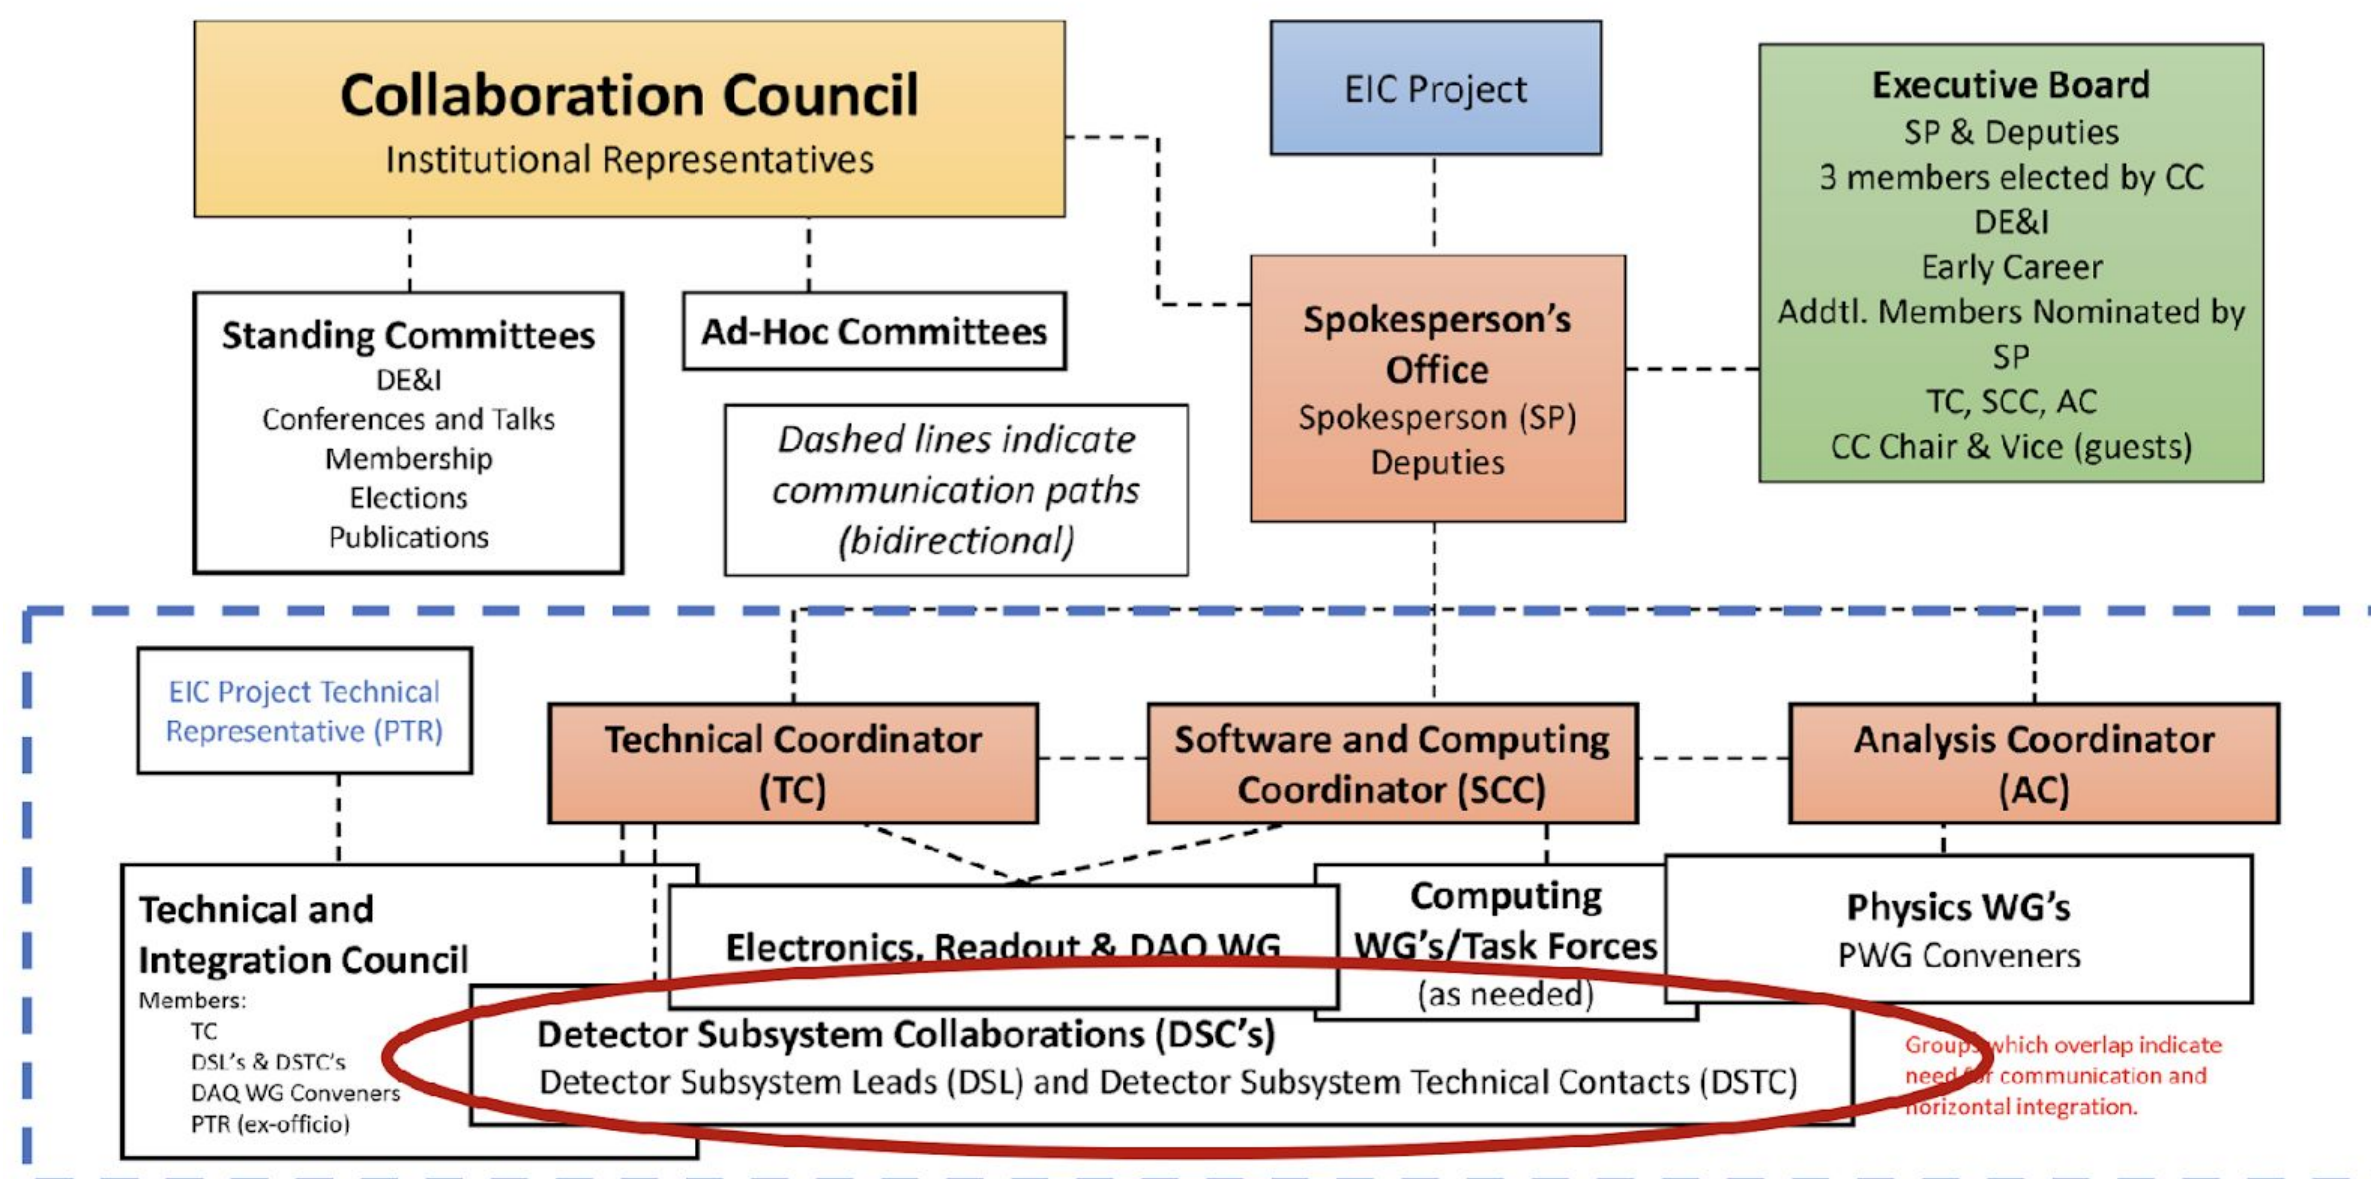 Collaboration Council
Institutional Representatives
EIC Project
Executive Board
SP & Deputies
3 members elected by CC
DE&I
Early Career
Addtl. Members Nominated by
SP
TC, SCC, AC
CC Chair & Vice (guests)
Standing Committees
DE&I
Conferences and Talks
Membership
Elections
Publications
Ad-Hoc Committees
Dashed lines indicate
communication paths
(bidirectional)
Spokesperson's
Office
Spokesperson (SP)
Deputies
EIC Project Technical
Representative (PTR)
Technical Coordinator
(TC)
Software and Computing
Coordinator (SCC)
Analysis Coordinator
(AC)
Technical and
Integration Council
Members:
TC
DSL's & DSTC's
DAQ WG Conveners
PTR (ex-officio)
Electronics, Readout & DAQ WG
Computing
WG's/Task Forces
(as needed)
Physics WG's
PWG Conveners
Detector Subsystem Collaborations (DSC's)
Detector Subsystem Leads (DSL) and Detector Subsystem Technical Contacts (DSTC)
Groups which overlap indicate
need for communication and
horizontal integration.